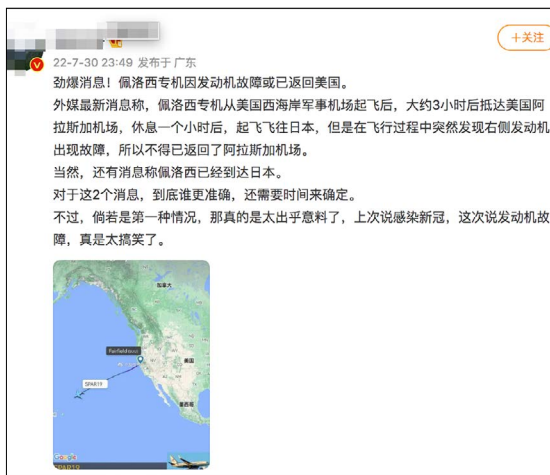 ＋关注
22-7-30 23:49 发布于 广东
劲爆消息！佩洛西专机因发动机故障或已返回美国。
外媒最新消息称，佩洛西专机从美国西海岸军事机场起飞后，大约3小时后抵达美国阿
拉斯加机场，休息一个小时后，起飞飞往日本，但是在飞行过程中突然发现右侧发动机
出现故障，所以不得已返回了阿拉斯加机场。
当然，还有消息称佩洛西已经到达日本。
对于这2个消息，到底谁更准确，还需要时间来确定。
不过，倘若是第一种情况，那真的是太出乎意料了，上次说感染新冠，这次说发动机故
障，真是太搞笑了。
加拿大
Fairfield
美国
SPAR19
墨西哥
Google
SPAR19